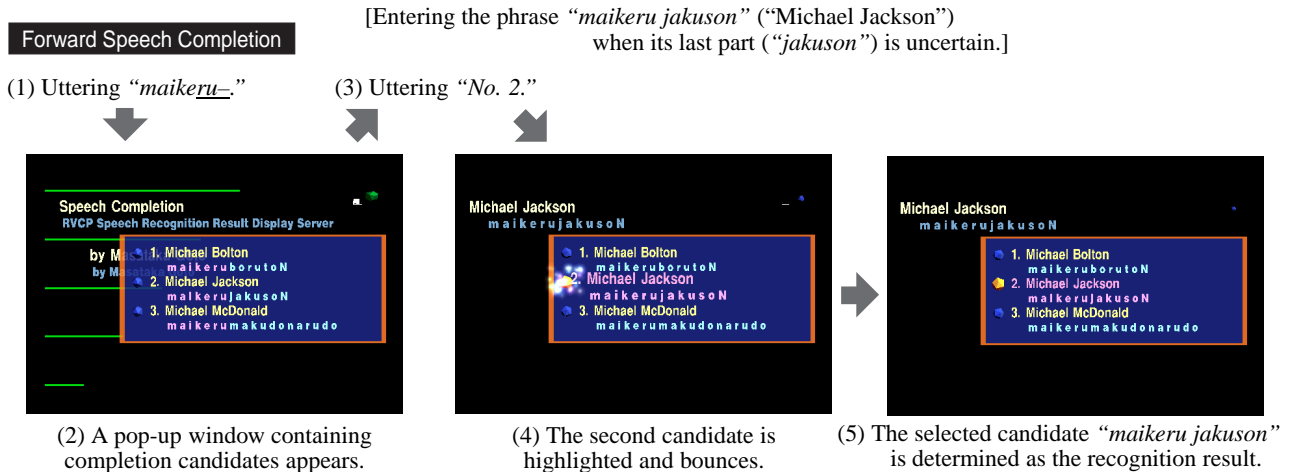 [Entering the phrase “maikeru jakuson” (“Michael Jackson”)
when its last part (“jakuson”) is uncertain.]
Forward Speech Completion
(1) Uttering “maikeru–.”
(3) Uttering “No. 2.”
Speech Completion
RVCP Speech Recognition Result Display Server
by Masataka
by Masataka
1. Michael Bolton
maikeruborutoN
2. Michael Jackson
maikerujakusoN
3. Michael McDonald
maikerumakudonarudo
(2) A pop-up window containing
completion candidates appears.
Michael Jackson
maikerujakusoN
1. Michael Bolton
maikeruborutoN
2. Michael Jackson
maikerujakusoN
3. Michael McDonald
maikerumakudonarudo
(4) The second candidate is
highlighted and bounces.
Michael Jackson
maikerujakusoN
1. Michael Bolton
maikeruborutoN
2. Michael Jackson
maikerujakusoN
3. Michael McDonald
maikerumakudonarudo
(5) The selected candidate “maikeru jakuson”
is determined as the recognition result.